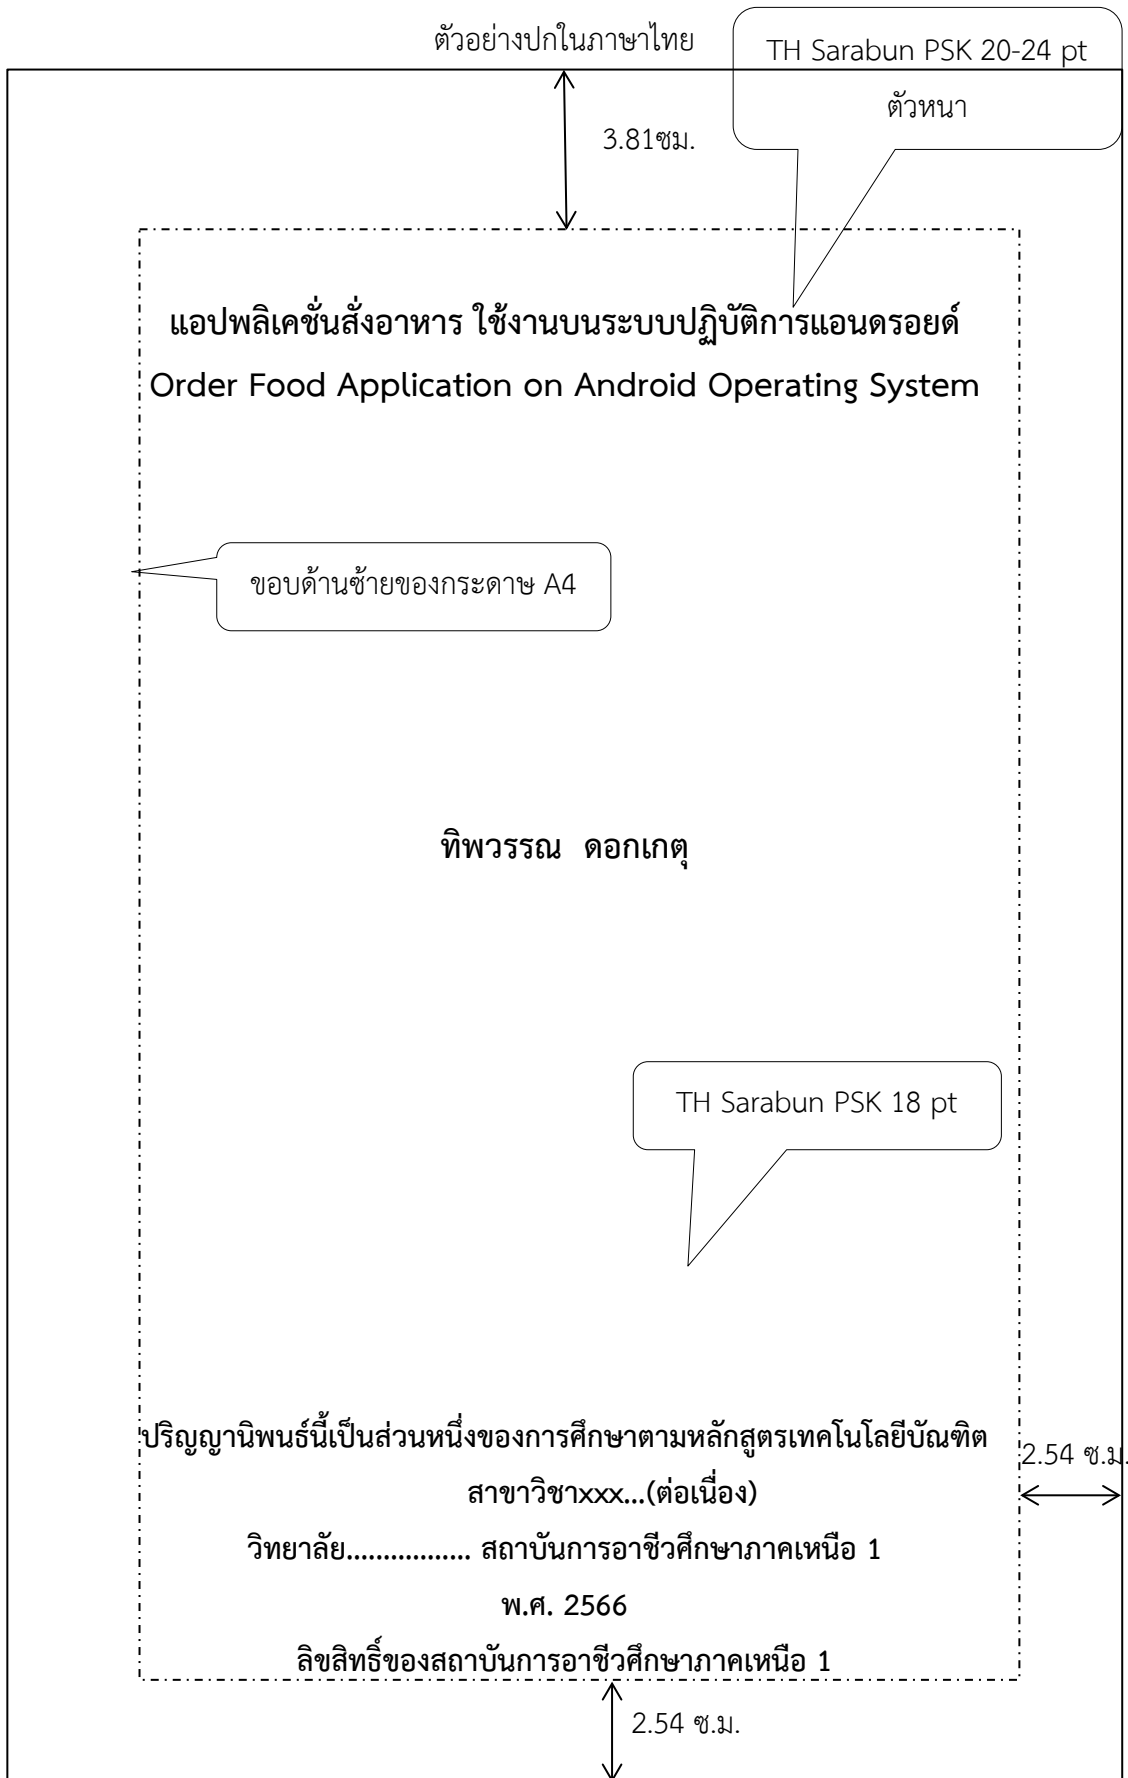 ตัวอย่างปกในภาษาไทย
TH Sarabun PSK 20-24 pt
ตัวหนา
3.81ซม.
แอปพลิเคชั่นสั่งอาหาร ใช้งานบนระบบปฏิบัติการแอนดรอยด์
Order Food Application on Android Operating System
ขอบด้านซ้ายของกระดาษ A4
ทิพวรรณ ดอกเกตุ
TH Sarabun PSK 18 pt
ปริญญานิพนธ์นี้เป็นส่วนหนึ่งของการศึกษาตามหลักสูตรเทคโนโลยีบัณฑิต
2.54 ซ.ม.
สาขาวิชาxxx...(ต่อเนื่อง)
วิทยาลัย................. สถาบันการอาชีวศึกษาภาคเหนือ 1
พ.ศ. 2566
ลิขสิทธิ์ของสถาบันการอาชีวศึกษาภาคเหนือ 1
2.54 ซ.ม.